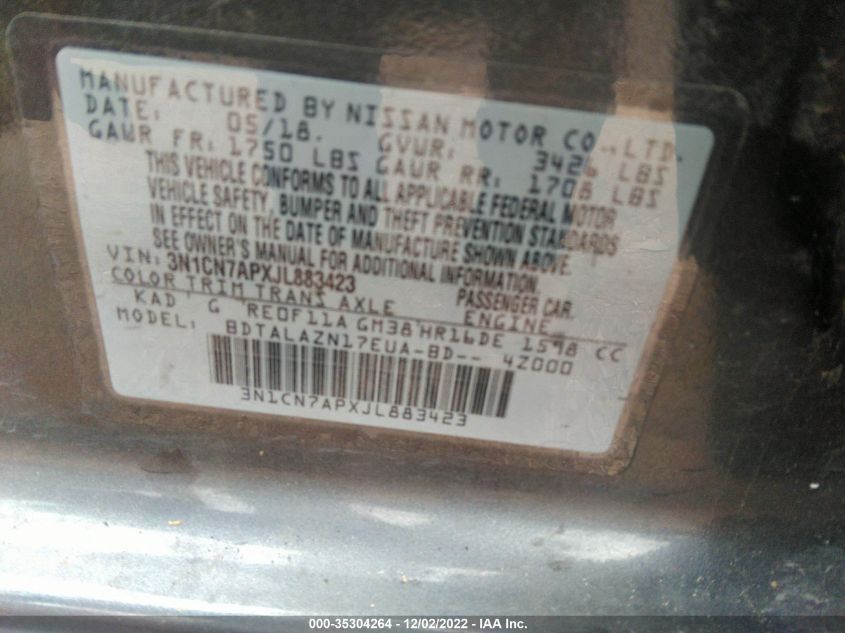 MANUFACTURED BY NISSAN MOTOR CO., LTD.
DATE: 05/18. GVWR: 3426 LBS
GAWR FR: 1750 LBS GAWR RR: 1708 LBS
THIS VEHICLE CONFORMS TO ALL APPLICABLE FEDERAL MOTOR
VEHICLE SAFETY, BUMPER AND THEFT PREVENTION STANDARDS
IN EFFECT ON THE DATE OF MANUFACTURE SHOWN ABOVE.
SEE OWNER'S MANUAL FOR ADDITIONAL INFORMATION.
VIN: 3N1CN7APXJL883423 PASSENGER CAR.
COLOR TRIM TRANS AXLE ENGINE
KAD G RE0F11A GM38 HR16DE 1598 CC
MODEL: BDTALAZN17EUA-BD-- 4Z000
3N1CN7APXJL883423
000-35304264 - 12/02/2022 - IAA Inc.